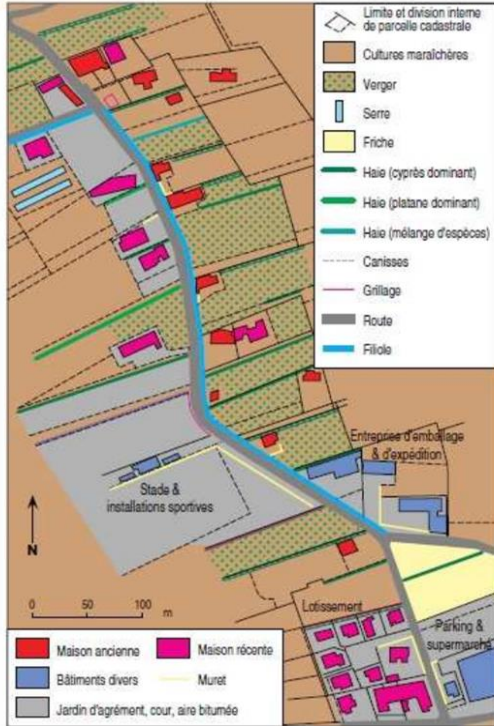 Limite et division interne
de parcelle cadastrale
Cultures maraîchères
Verger
Serre
Friche
Haie (cyprès dominant)
Haie (platane dominant)
Haie (mélange d'espèces)
Canisses
Grillage
Route
Filiole
Entreprise d'emballage
& d'expédition
Stade &
installations sportives
N
0 50 100
m
Lotissement
Parking &
supermarché
Maison ancienne
Maison récente
Bâtiments divers
Muret
Jardin d'agrément, cour, aire bitumée